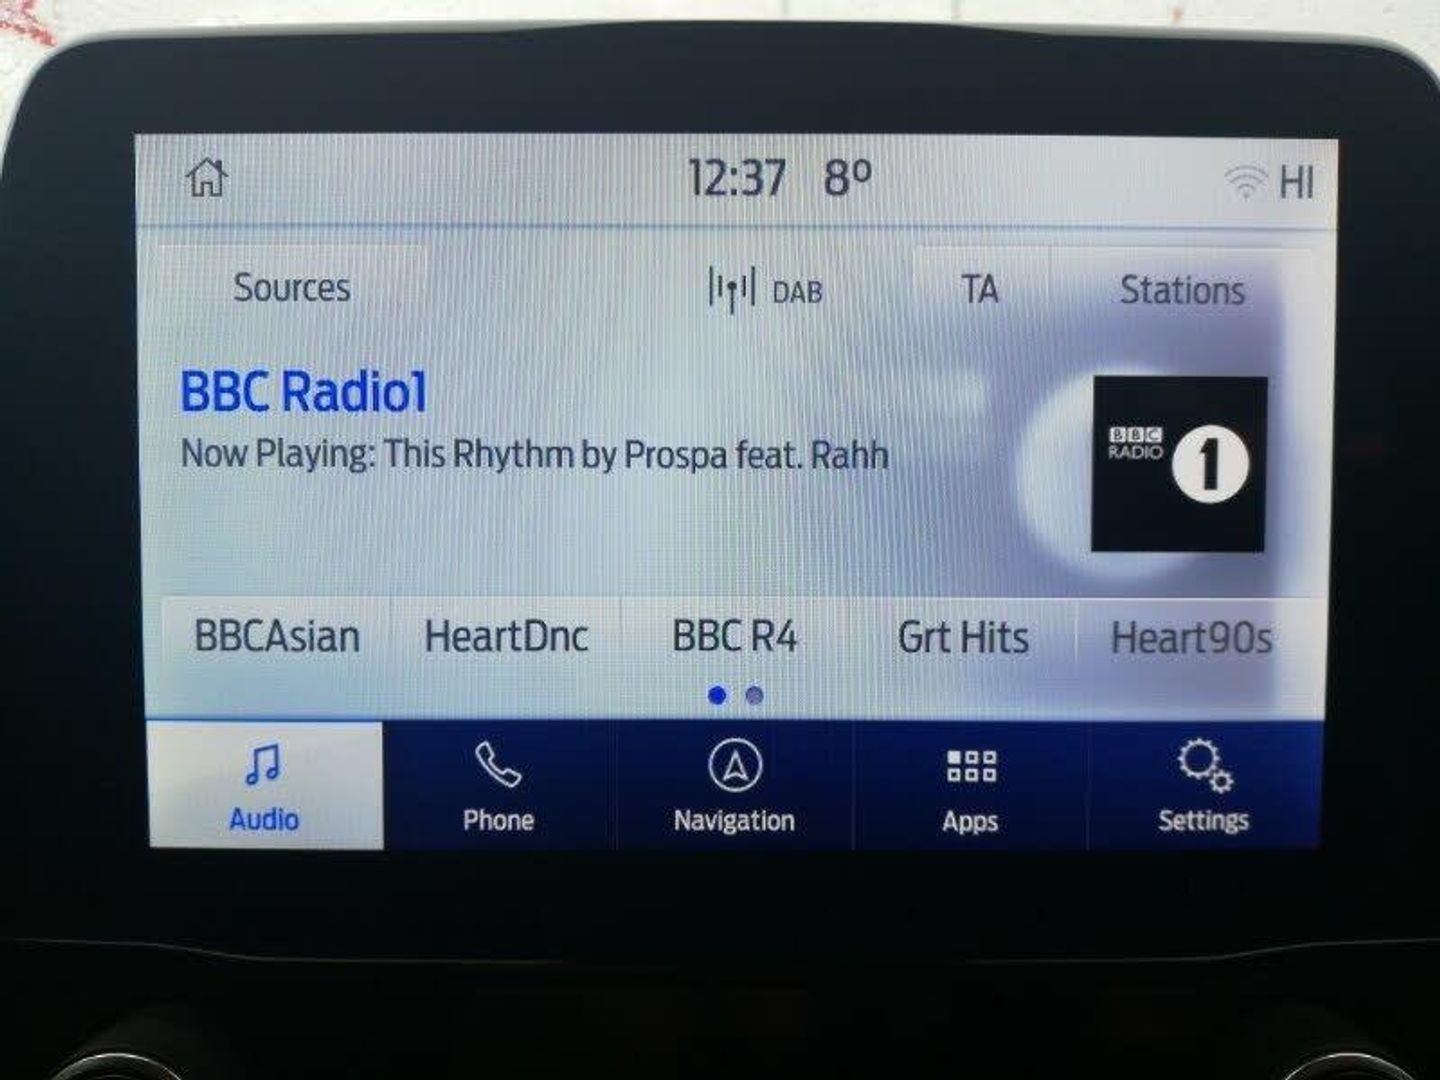 12:37 8º HI
Sources DAB TA Stations
BBC Radio1
Now Playing: This Rhythm by Prospa feat. Rahh
BBC
RADIO 1
BBCAsian HeartDnc BBC R4 Grt Hits Heart90s
Audio Phone Navigation Apps Settings